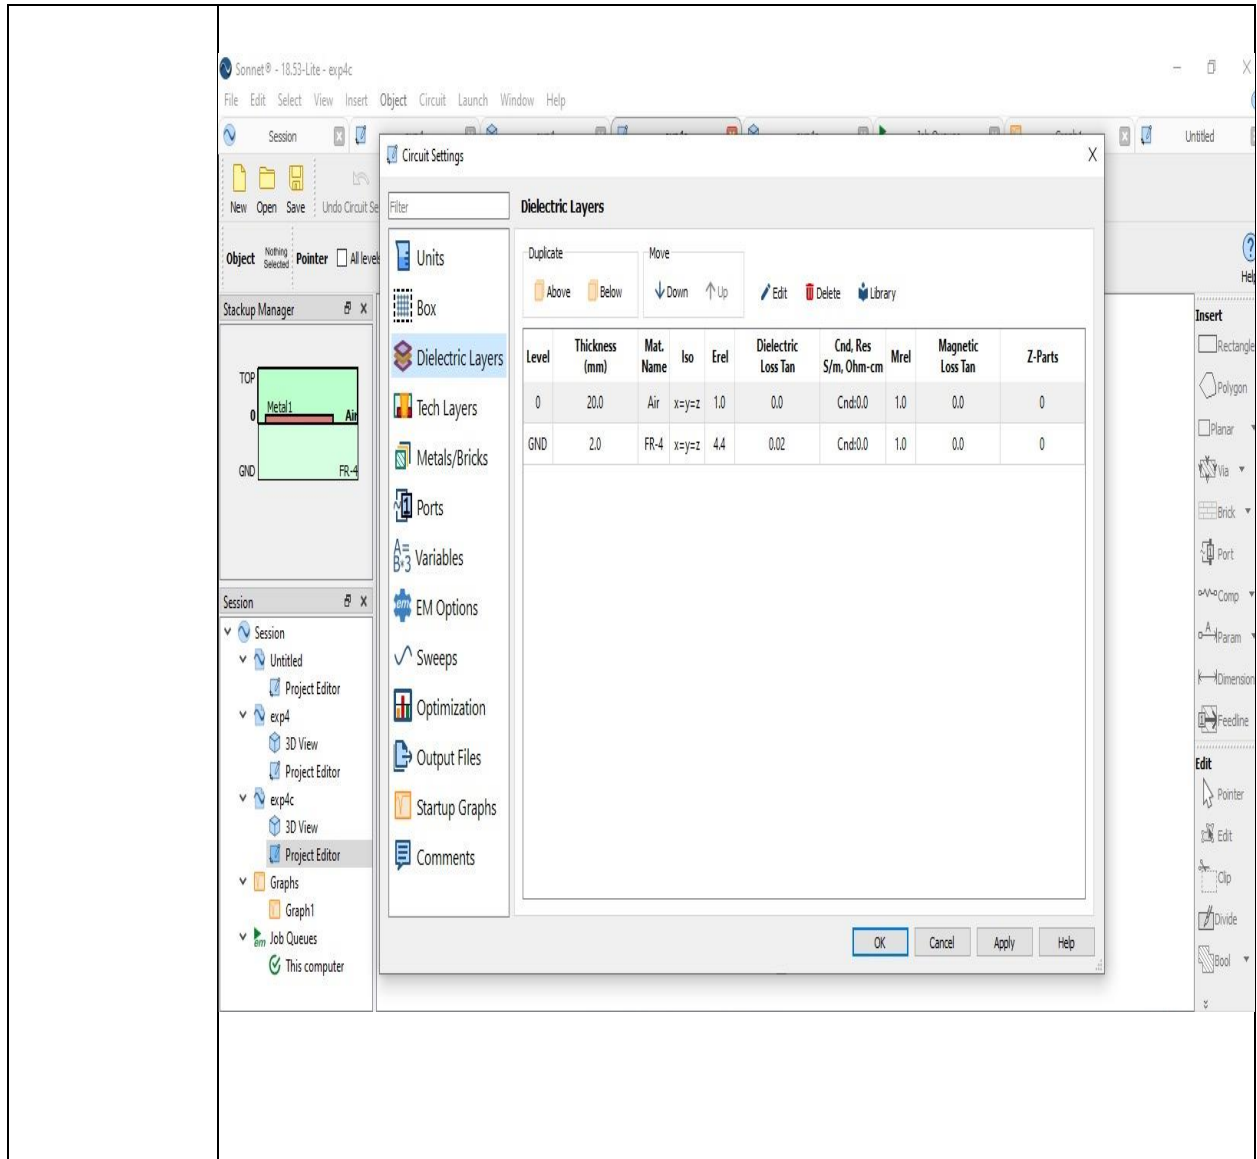 Sonnet® - 18.53-Lite - exp4c
File Edit Select View Insert Object Circuit Launch Window Help
Session
Untitled
Circuit Settings
X
New Open Save Undo Circuit Se
Filter
Dielectric Layers
Object Nothing Selected Pointer All levels
Help
Stackup Manager
TOP
0 Metal1 Air
GND FR-4
Units
Box
Dielectric Layers
Tech Layers
Metals/Bricks
Ports
Variables
EM Options
Sweeps
Optimization
Output Files
Startup Graphs
Comments
Duplicate Move
Above Below Down Up Edit Delete Library
Level Thickness (mm) Mat. Name Iso Erel Dielectric Loss Tan Cnd, Res S/m, Ohm-cm Mrel Magnetic Loss Tan Z-Parts
0 20.0 Air x=y=z 1.0 0.0 Cnd:0.0 1.0 0.0 0
GND 2.0 FR-4 x=y=z 4.4 0.02 Cnd:0.0 1.0 0.0 0
OK Cancel Apply Help
Session
Session
Untitled
Project Editor
exp4
3D View
Project Editor
exp4c
3D View
Project Editor
Graphs
Graph1
Job Queues
This computer
Insert
Rectangle
Polygon
Planar
Via
Brick
Port
Comp
Param
Dimension
Feedline
Edit
Pointer
Edit
Clip
Divide
Bool